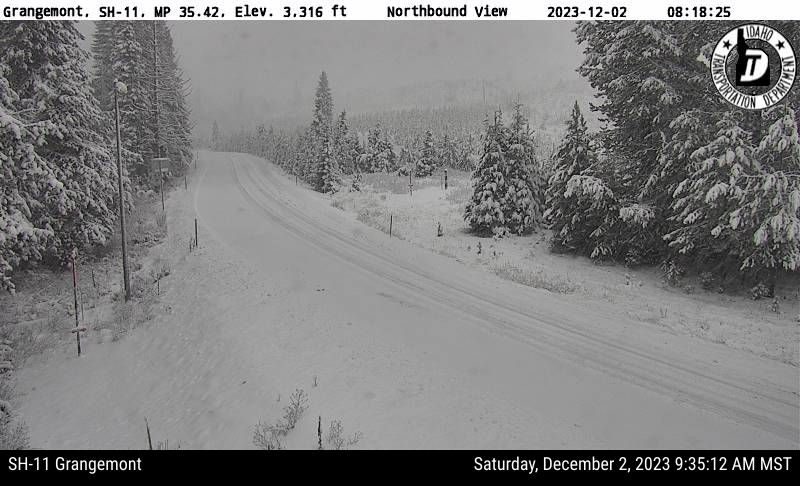 Grangemont, SH-11, MP 35.42, Elev. 3,316 ft Northbound View 2023-12-02 08:18:25
IDAHO
TRANSPORTATION DEPARTMENT
SH-11 Grangemont Saturday, December 2, 2023 9:35:12 AM MST